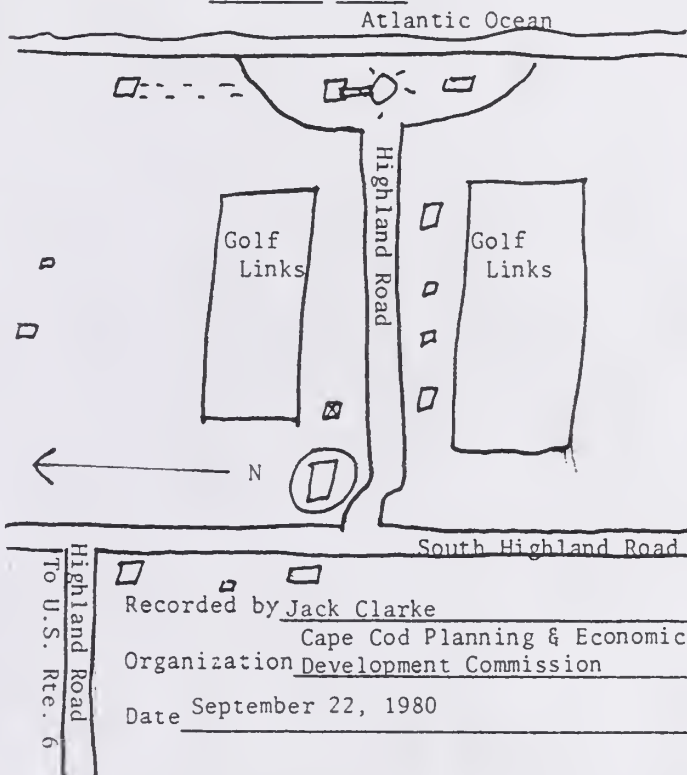 Atlantic Ocean
Highland Road
Golf
Links
Golf
Links
N
South Highland Road
Highland Road
To U.S. Rte. 6
Recorded by Jack Clarke
Cape Cod Planning & Economic
Organization Development Commission
Date September 22, 1980